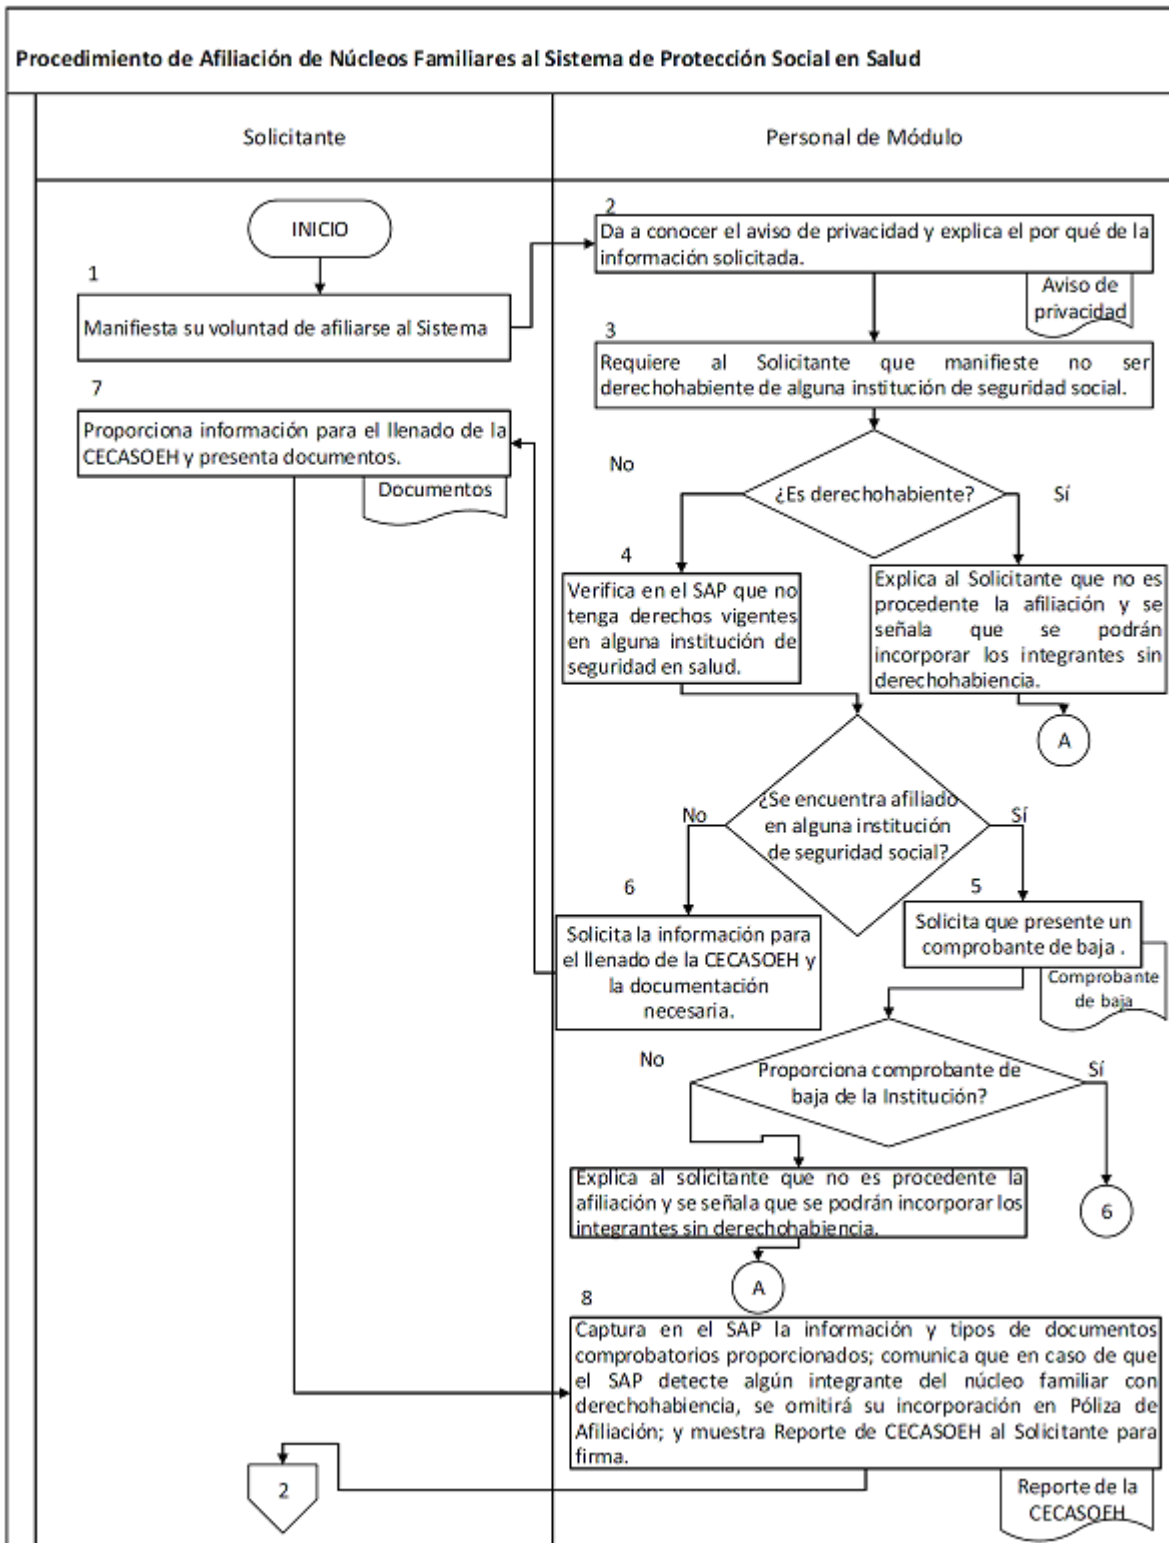 Procedimiento de Afiliación de Núcleos Familiares al Sistema de Protección Social en Salud
Solicitante
Personal de Módulo
INICIO
1
Manifiesta su voluntad de afiliarse al Sistema
2
Da a conocer el aviso de privacidad y explica el por qué de la
información solicitada.
Aviso de
privacidad
3
Requiere al Solicitante que manifieste no ser
derechohabiente de alguna institución de seguridad social.
7
Proporciona información para el llenado de la
CECASOEH y presenta documentos.
Documentos
¿Es derechohabiente?
No
Sí
4
Verifica en el SAP que no
tenga derechos vigentes
en alguna institución de
seguridad en salud.
Explica al Solicitante que no es
procedente la afiliación y se
señala que se podrán
incorporar los integrantes sin
derechohabiencia.
A
¿Se encuentra afiliado
en alguna institución
de seguridad social?
No
Sí
6
Solicita la información para
el llenado de la CECASOEH y
la documentación
necesaria.
5
Solicita que presente un
comprobante de baja .
Comprobante
de baja
Proporciona comprobante de
baja de la Institución?
No
Sí
Explica al solicitante que no es procedente la
afiliación y se señala que se podrán incorporar los
integrantes sin derechohabiencia.
6
A
8
Captura en el SAP la información y tipos de documentos
comprobatorios proporcionados; comunica que en caso de que
el SAP detecte algún integrante del núcleo familiar con
derechohabiencia, se omitirá su incorporación en Póliza de
Afiliación; y muestra Reporte de CECASOEH al Solicitante para
firma.
Reporte de la
CECASOEH
2